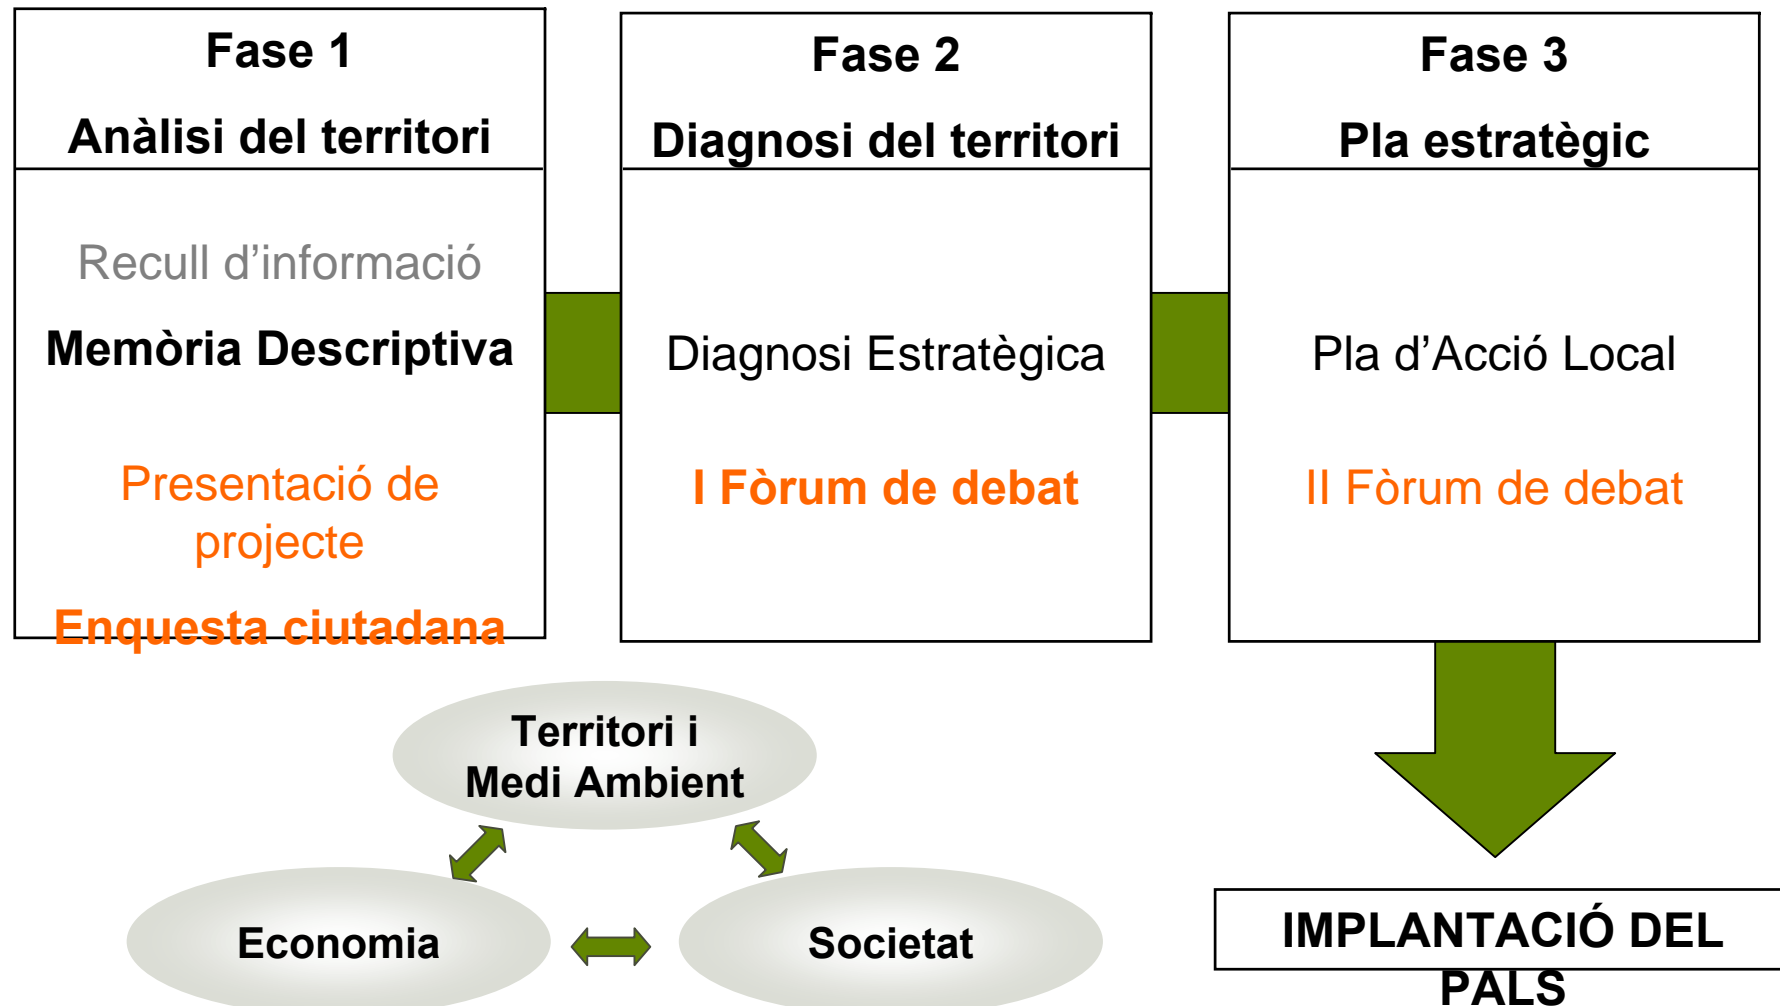 Fase 1
Anàlisi del territori
Recull d’informació
Memòria Descriptiva
Presentació de
projecte
Enquesta ciutadana
Fase 2
Diagnosi del territori
Diagnosi Estratègica
I Fòrum de debat
Fase 3
Pla estratègic
Pla d’Acció Local
II Fòrum de debat
Territori i
Medi Ambient
Economia
Societat
IMPLANTACIÓ DEL
PALS